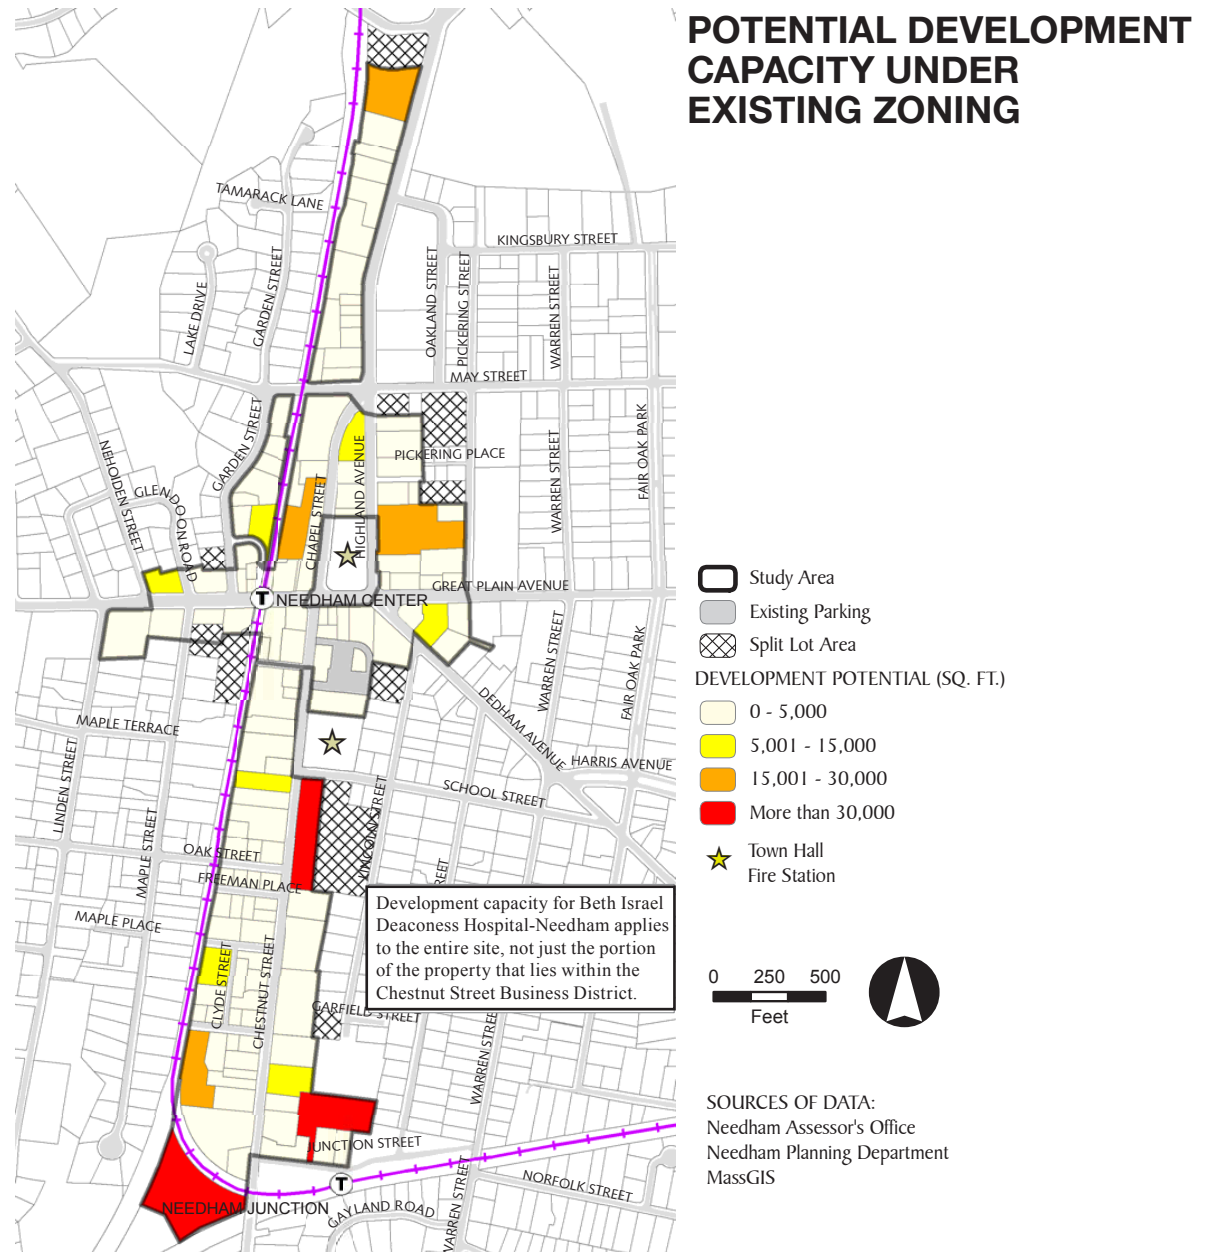 POTENTIAL DEVELOPMENT
CAPACITY UNDER
EXISTING ZONING
TAMARACK LANE
KINGSBURY STREET
LAKE DRIVE
GARDEN STREET
OAKLAND STREET
PICKERING STREET
WARREN STREET
MAY STREET
GARDEN STREET
NEHOIDEN STREET
GLENDOON ROAD
PICKERING PLACE
HIGHLAND AVENUE
CHAPEL STREET
WARREN STREET
FAIR OAK PARK
GREAT PLAIN AVENUE
T
NEEDHAM CENTER
WARREN STREET
FAIR OAK PARK
DEDHAM AVENUE
HARRIS AVENUE
MAPLE TERRACE
LINDEN STREET
MAPLE STREET
SCHOOL STREET
LINCOLN STREET
OAK STREET
FREEMAN PLACE
REET
MAPLE PLACE
Development capacity for Beth Israel
Deaconess Hospital-Needham applies
to the entire site, not just the portion
of the property that lies within the
Chestnut Street Business District.
CLYDE STREET
CHESTNUT STREET
GARFIELD STREET
WARREN STREET
JUNCTION STREET
T
NEEDHAM JUNCTION
GAYLAND ROAD
WARREN STREET
NORFOLK STREET
Study Area
Existing Parking
Split Lot Area
DEVELOPMENT POTENTIAL (SQ. FT.)
0 - 5,000
5,001 - 15,000
15,001 - 30,000
More than 30,000
Town Hall
Fire Station
0 250 500
Feet
SOURCES OF DATA:
Needham Assessor's Office
Needham Planning Department
MassGIS